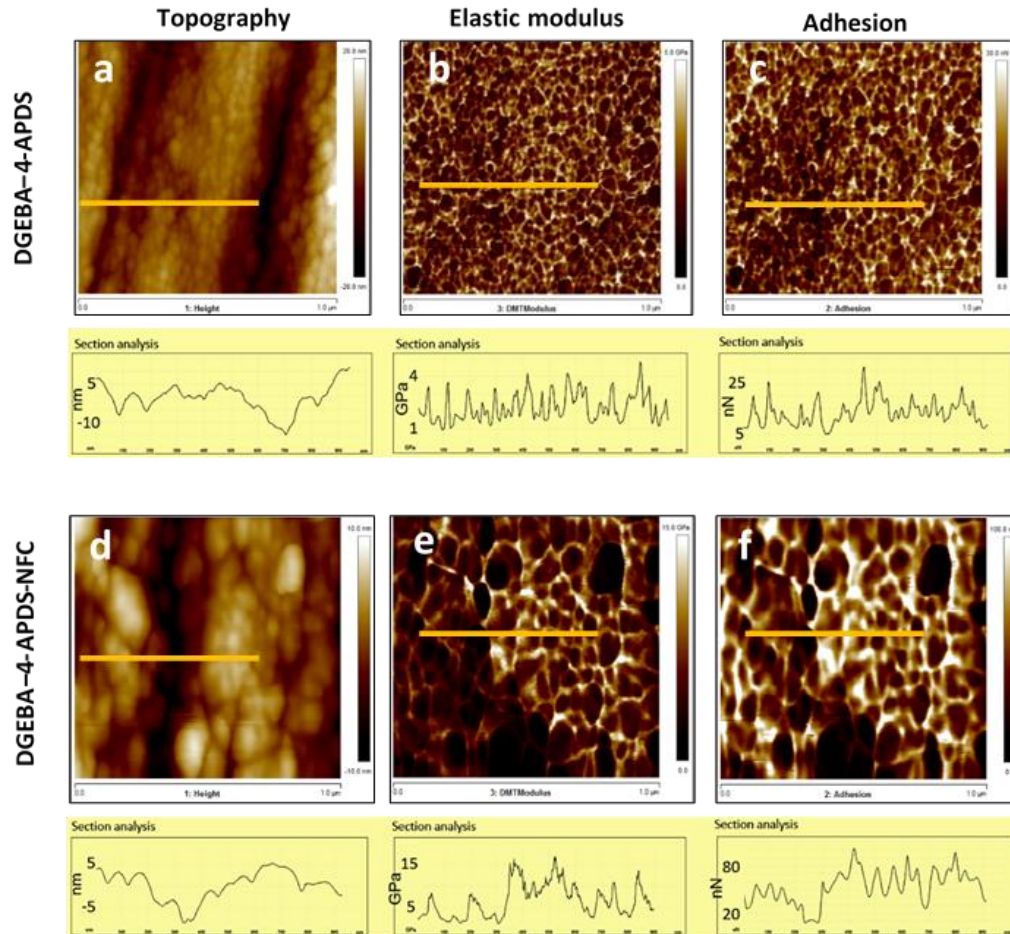 Topography
Elastic modulus
Adhesion
DGEBA–4-APDS
a
b
c
20.0 nm
-20.0 nm
5.0 GPa
0.0
30.0 nN
0.0
0.0 1: Height 1.0 µm
0.0 3: DMTModulus 1.0 µm
0.0 2: Adhesion 1.0 µm
Section analysis
Section analysis
Section analysis
nm
5
-10
GPa
4
1
nN
25
5
DGEBA–4-APDS-NFC
d
e
f
10.0 nm
-10.0 nm
15.0 GPa
0.0
100.0 nN
0.0 1: Height 1.0 µm
0.0 3: DMTModulus 1.0 µm
0.0 2: Adhesion 1.0 µm
Section analysis
Section analysis
Section analysis
nm
5
-5
GPa
15
5
nN
80
20